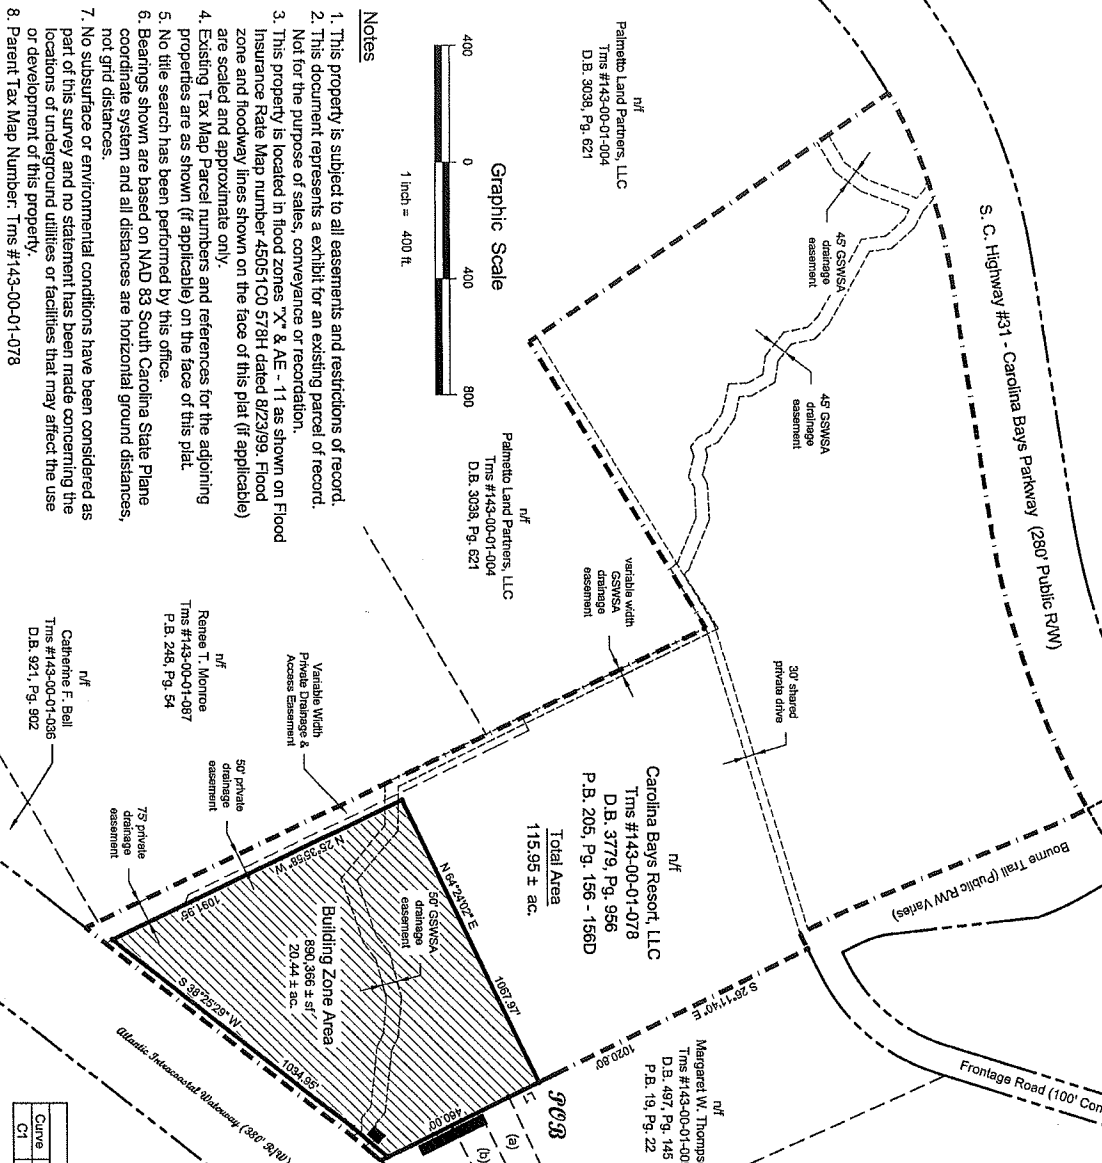 S. C. Highway #31 - Carolina Bays Parkway (280' Public R/W)
n/f
Palmetto Land Partners, LLC
Tms #143-00-01-004
D.B. 3038, Pg. 621
45' GSWSA
drainage
easement
45' GSWSA
drainage
easement
Graphic Scale
400
0
400
800
1 inch = 400 ft.
n/f
Palmetto Land Partners, LLC
Tms #143-00-01-004
D.B. 3038, Pg. 621
variable width
GSWSA
drainage
easement
30' shared
private drive
Bourne Trail (Public R/W Varies)
Frontage Road (100' Con
n/f
Carolina Bays Resort, LLC
Tms #143-00-01-078
D.B. 3779, Pg. 956
P.B. 205, Pg. 156 - 156D
Total Area
115.95 ± ac.
n/f
Margaret W. Thomps
Tms #143-00-01-00
D.B. 497, Pg. 145
P.B. 19, Pg. 22
S 26°11'40" E
1020.80'
Notes
1. This property is subject to all easements and restrictions of record.
2. This document represents a exhibit for an existing parcel of record.
Not for the purpose of sales, conveyance or recordation.
3. This property is located in flood zones "X" & AE - 11 as shown on Flood
Insurance Rate Map number 45051C0 578H dated 8/23/99. Flood
zone and floodway lines shown on the face of this plat (if applicable)
are scaled and approximate only.
4. Existing Tax Map Parcel numbers and references for the adjoining
properties are as shown (if applicable) on the face of this plat.
5. No title search has been performed by this office.
6. Bearings shown are based on NAD 83 South Carolina State Plane
coordinate system and all distances are horizontal ground distances,
not grid distances.
7. No subsurface or environmental conditions have been considered as
part of this survey and no statement has been made concerning the
locations of underground utilities or facilities that may affect the use
or development of this property.
8. Parent Tax Map Number: Tms #143-00-01-078
n/f
Renee T. Monroe
Tms #143-00-01-087
P.B. 248, Pg. 54
n/f
Catherine F. Bell
Tms #143-00-01-036
D.B. 921, Pg. 902
Variable Width
Private Drainage &
Access Easement
50' private
drainage
easement
75' private
drainage
easement
N 25°35'58" W
1091.95'
N 64°24'02" E
1067.97'
50' GSWSA
drainage
easement
Building Zone Area
890,366 ± sf
20.44 ± ac.
S 38°25'29" W
1034.95'
460.00'
POB
L1
(a)
(b)
Atlantic Intracoastal Waterway (380' R/W)
Curve
C1